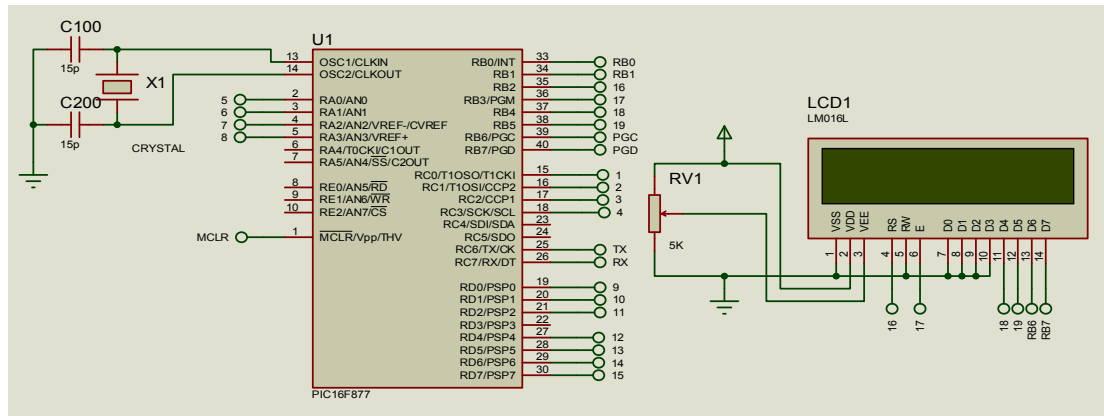 C100
15p
C200
15p
X1
CRYSTAL
U1
13 OSC1/CLKIN
14 OSC2/CLKOUT
5 2 RA0/AN0
6 3 RA1/AN1
7 4 RA2/AN2/VREF-/CVREF
8 5 RA3/AN3/VREF+
6 RA4/T0CKI/C1OUT
7 RA5/AN4/SS/C2OUT
8 RE0/AN5/RD
9 RE1/AN6/WR
10 RE2/AN7/CS
MCLR 1 MCLR/Vpp/THV
RB0/INT 33 RB0
RB1 34 RB1
RB2 35 16
RB3/PGM 36 17
RB4 37 18
RB5 38 19
RB6/PGC 39 PGC
RB7/PGD 40 PGD
RC0/T1OSO/T1CKI 15 1
RC1/T1OSI/CCP2 16 2
RC2/CCP1 17 3
RC3/SCK/SCL 18 4
RC4/SDI/SDA 23
RC5/SDO 24
RC6/TX/CK 25 TX
RC7/RX/DT 26 RX
RD0/PSP0 19 9
RD1/PSP1 20 10
RD2/PSP2 21 11
RD3/PSP3 22
RD4/PSP4 27 12
RD5/PSP5 28 13
RD6/PSP6 29 14
RD7/PSP7 30 15
PIC16F877
RV1
5K
LCD1
LM016L
VSS VDD VEE RS RW E D0 D1 D2 D3 D4 D5 D6 D7
1 2 3 4 5 6 7 8 9 10 11 12 13 14
16 17 18 19 RB6 RB7